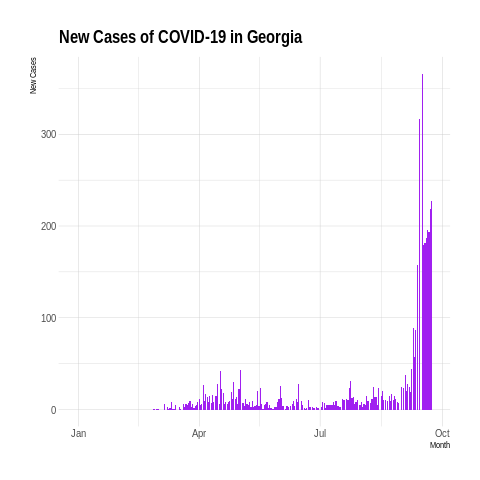 New Cases of COVID-19 in Georgia
New Cases
300
200
100
0
Jan Apr Jul Oct
Month